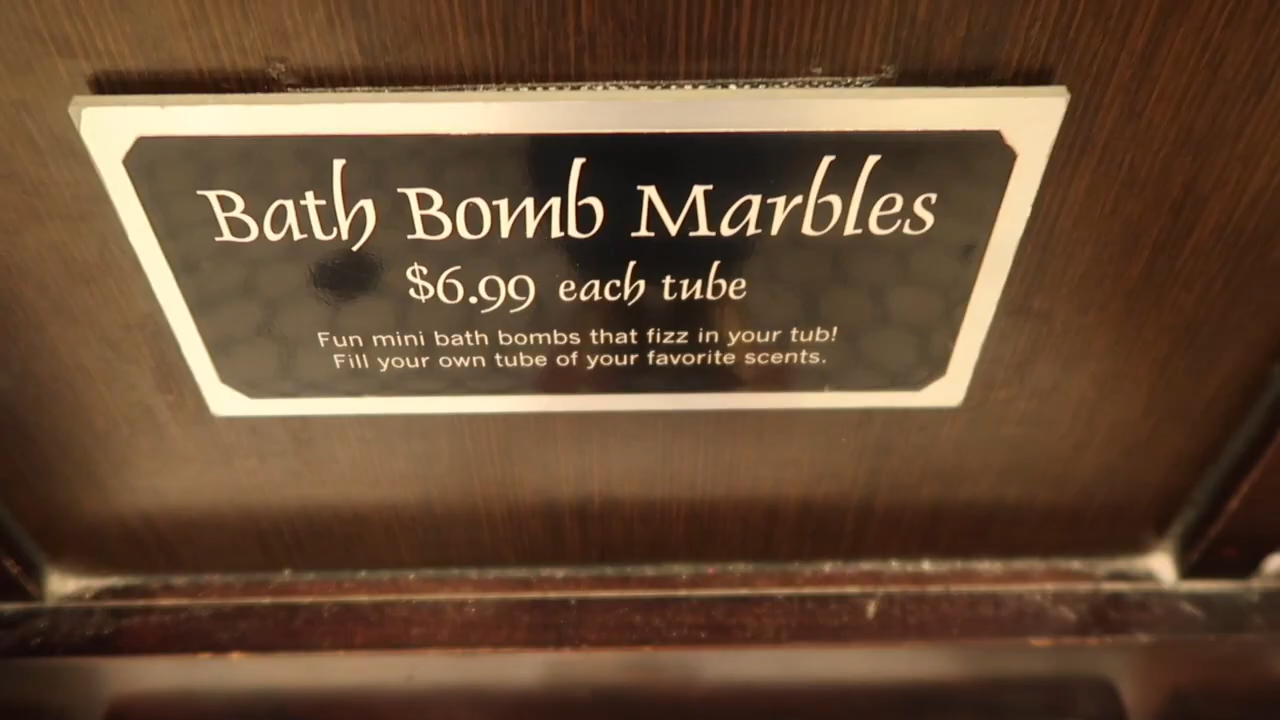 Bath Bomb Marbles
$6.99 each tube
Fun mini bath bombs that fizz in your tub!
Fill your own tube of your favorite scents.